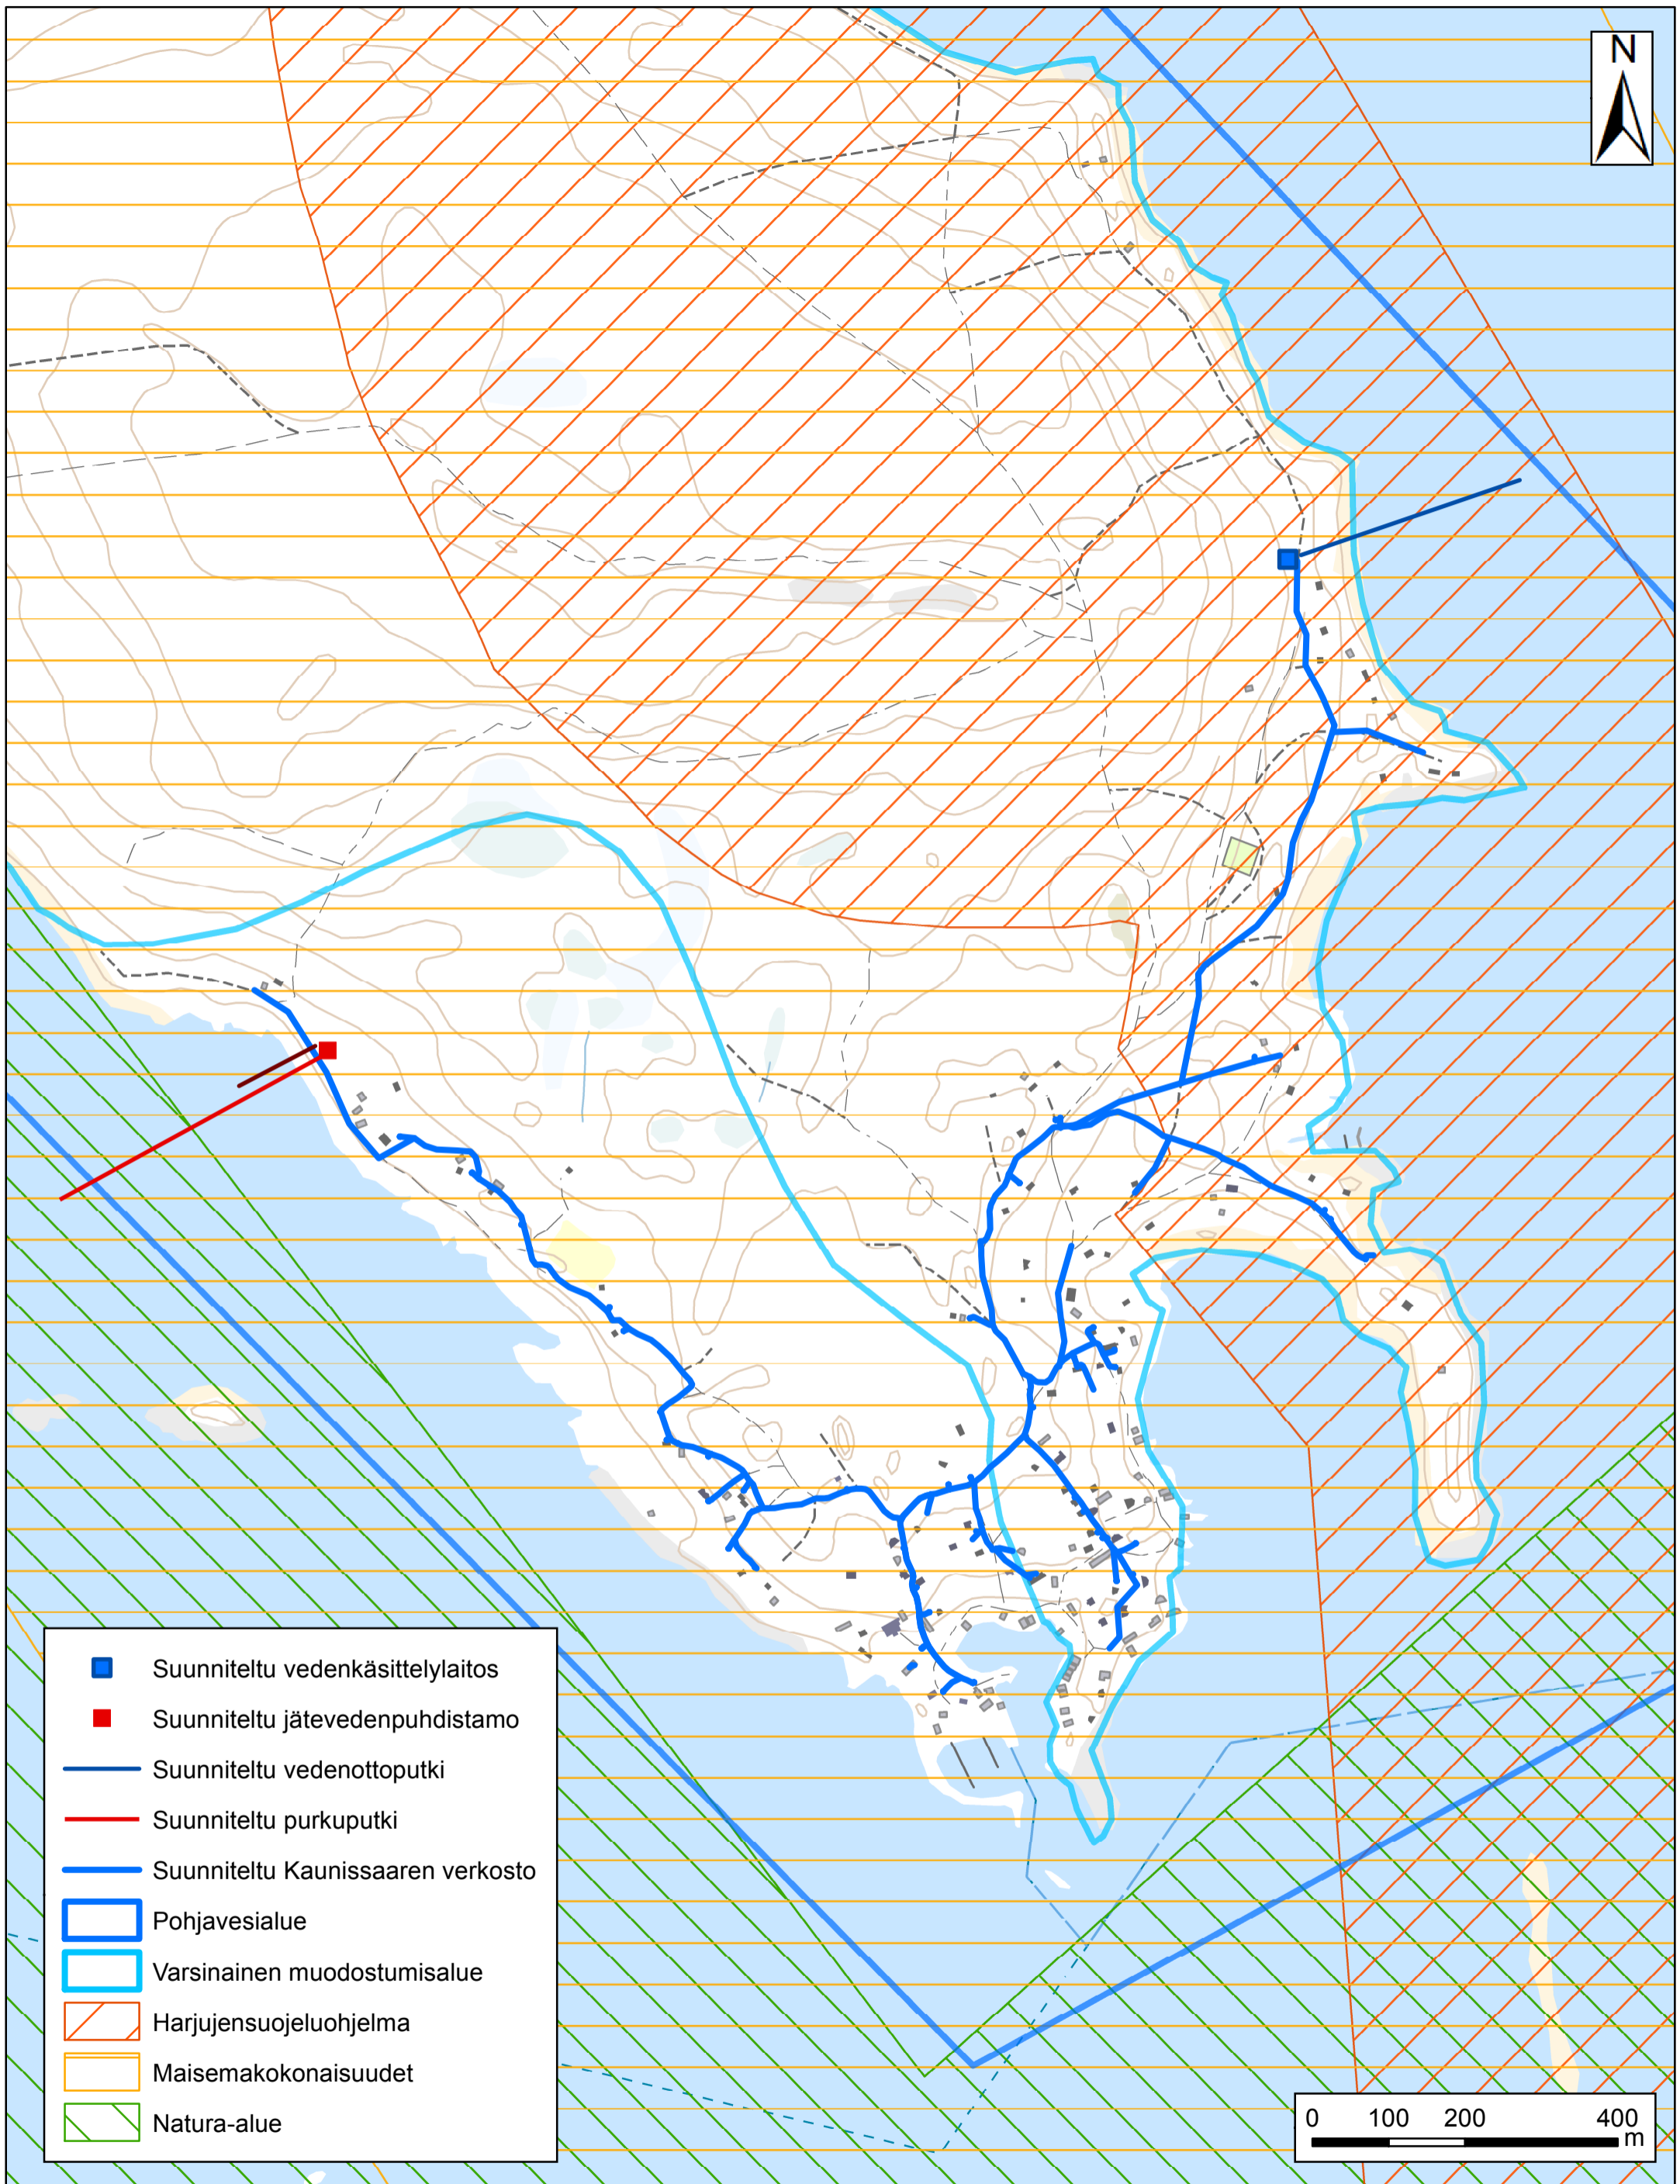 N
Suunniteltu vedenkäsittelylaitos
Suunniteltu jätevedenpuhdistamo
Suunniteltu vedenottoputki
Suunniteltu purkuputki
Suunniteltu Kaunissaaren verkosto
Pohjavesialue
Varsinainen muodostumisalue
Harjujensuojeluohjelma
Maisemakokonaisuudet
Natura-alue
0 100 200 400
m